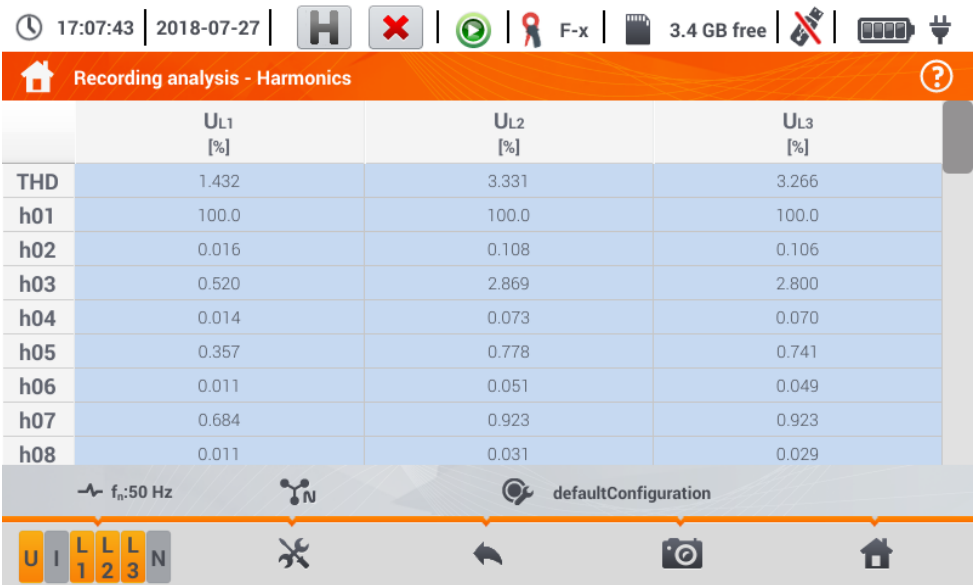 17:07:43 2018-07-27 H F-x 3.4 GB free
Recording analysis - Harmonics ?
UL1 UL2 UL3
[%] [%] [%]
THD 1.432 3.331 3.266
h01 100.0 100.0 100.0
h02 0.016 0.108 0.106
h03 0.520 2.869 2.800
h04 0.014 0.073 0.070
h05 0.357 0.778 0.741
h06 0.011 0.051 0.049
h07 0.684 0.923 0.923
h08 0.011 0.031 0.029
fn:50 Hz N defaultConfiguration
U I L1 L2 L3 N